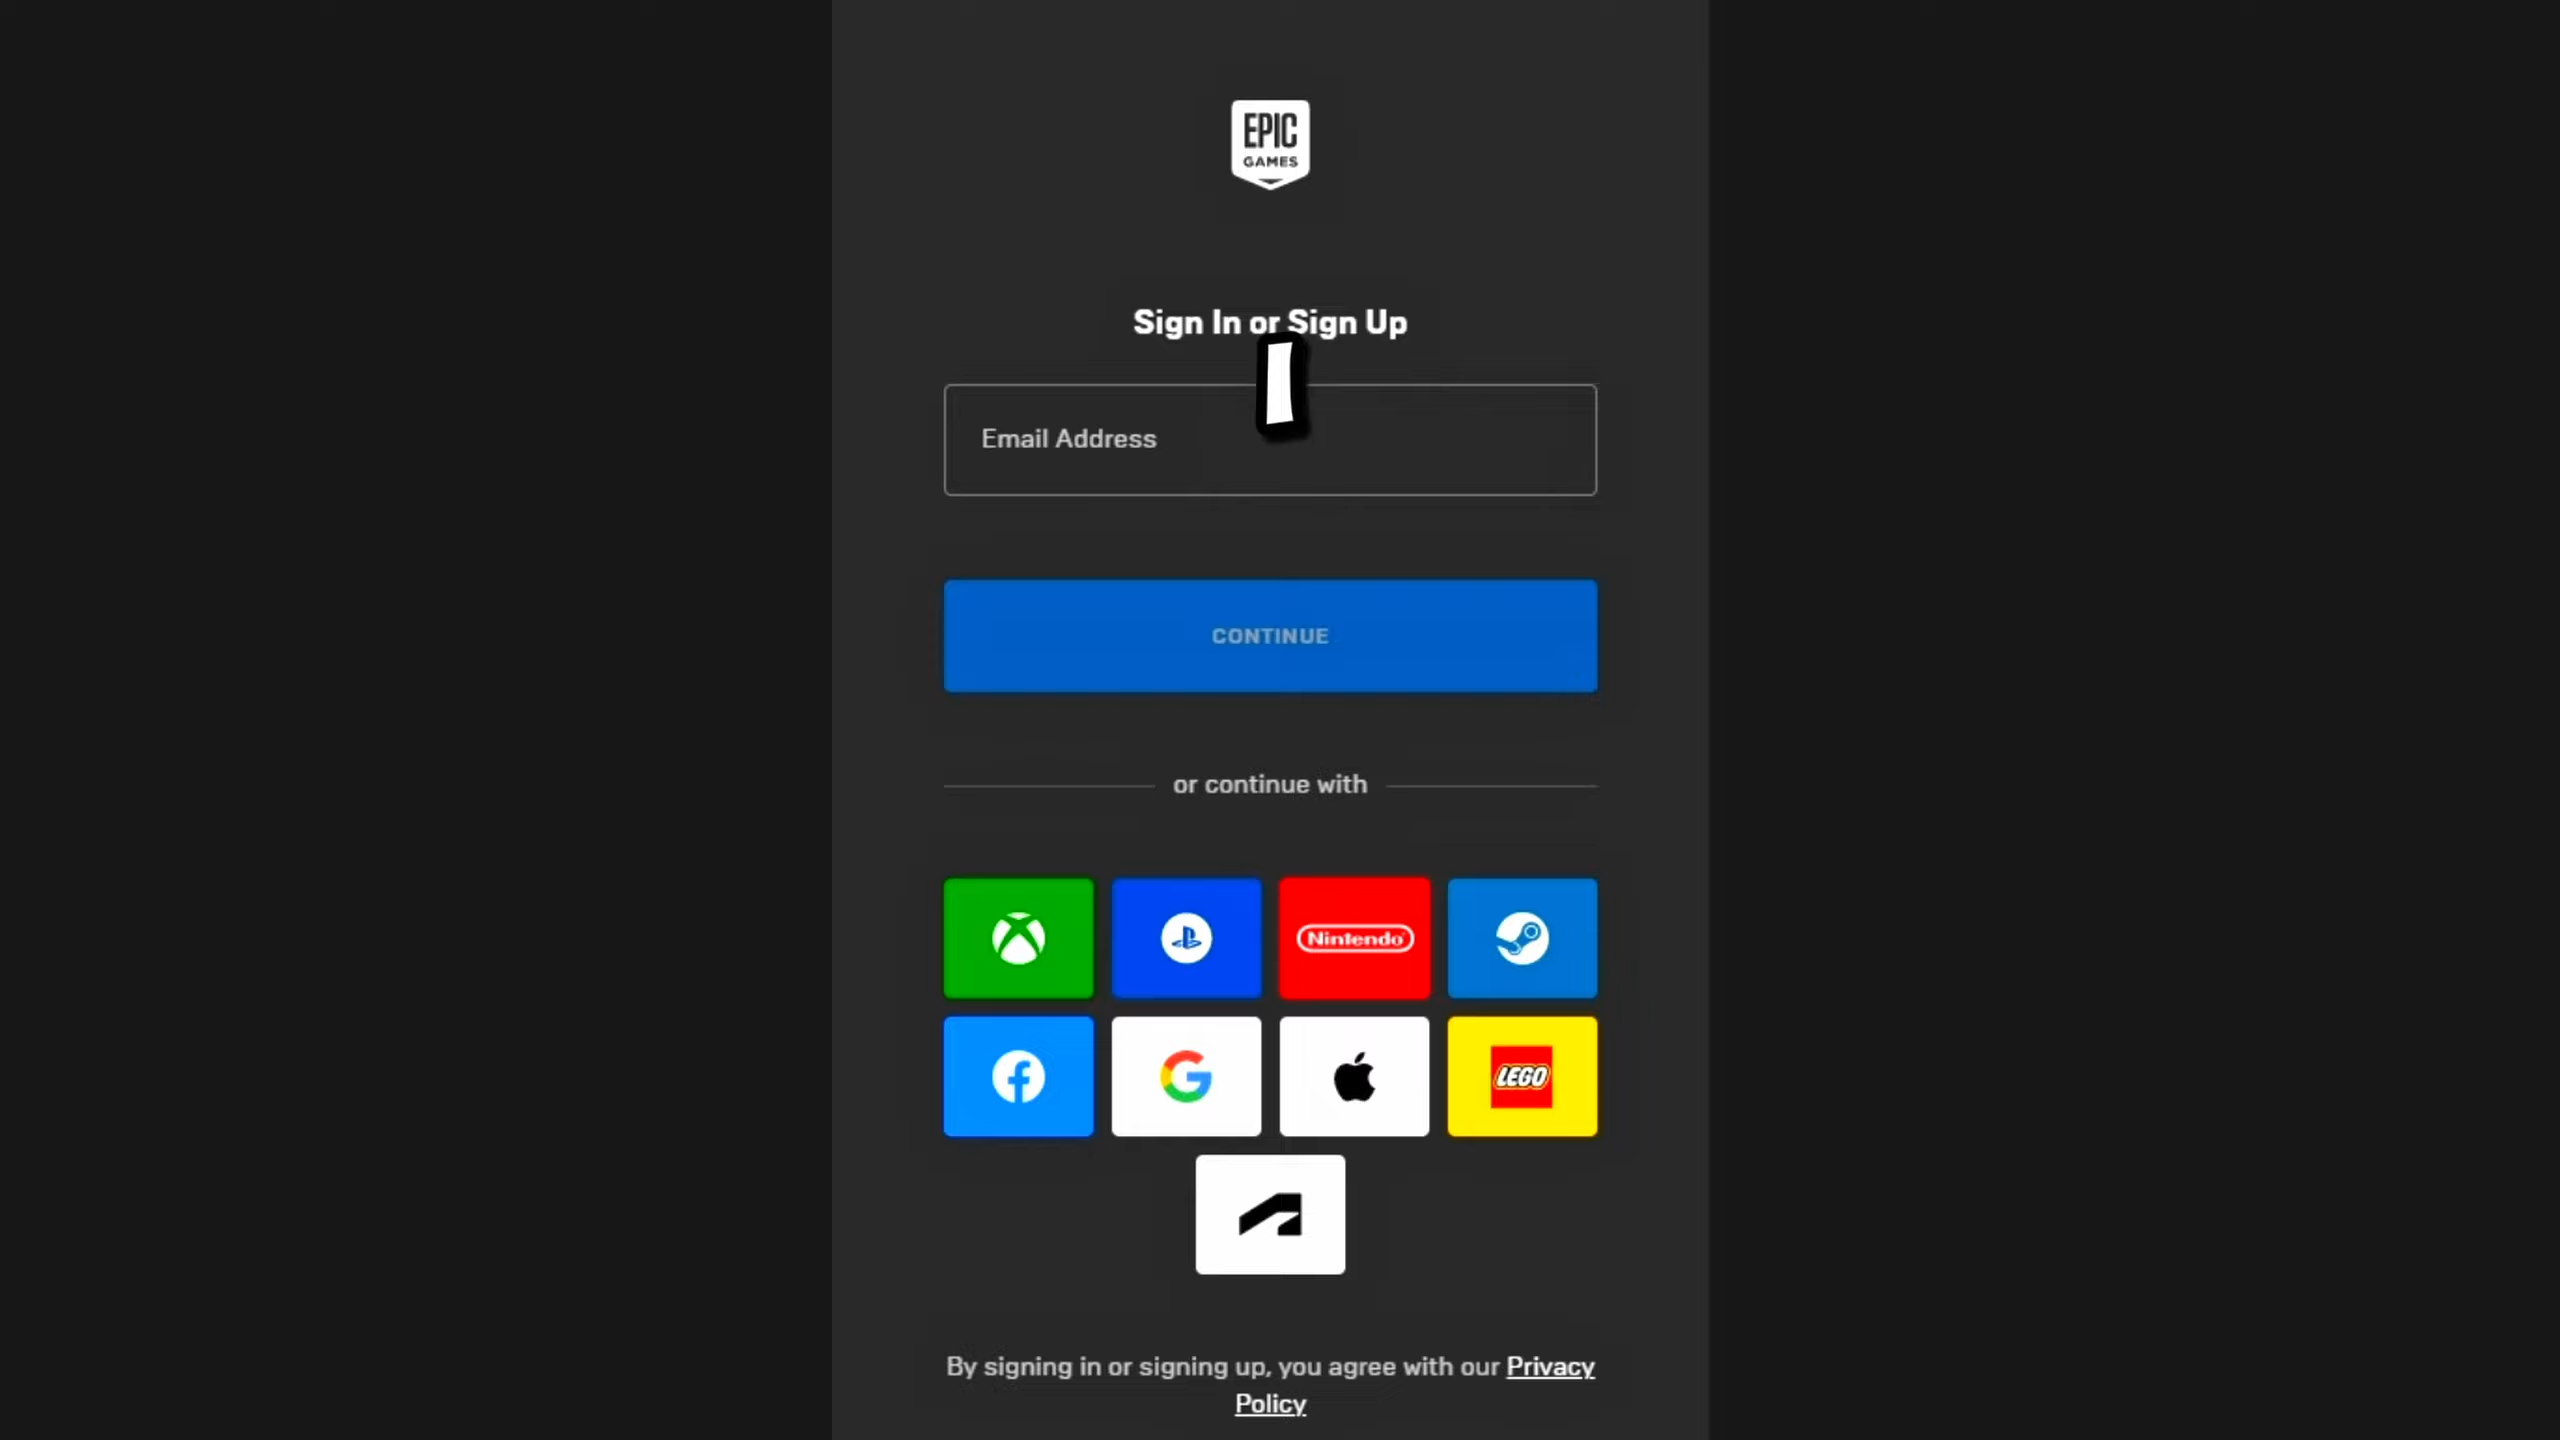 EPIC
GAMES
Sign In or Sign Up
I
Email Address
CONTINUE
or continue with
Nintendo
LEGO
By signing in or signing up, you agree with our Privacy
Policy